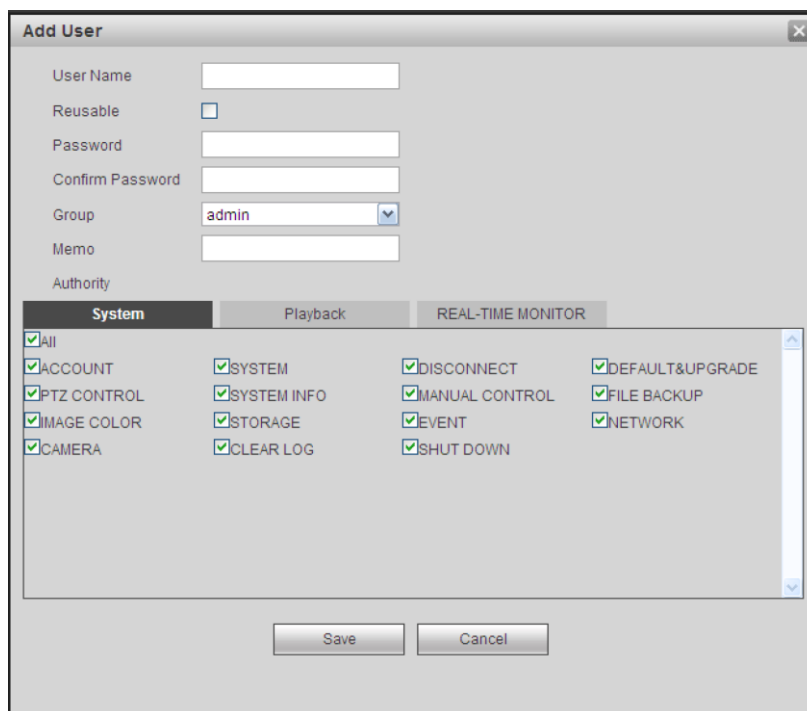 Add User
User Name
Reusable
Password
Confirm Password
Group admin
Memo
Authority
System Playback REAL-TIME MONITOR
All
ACCOUNT SYSTEM DISCONNECT DEFAULT&UPGRADE
PTZ CONTROL SYSTEM INFO MANUAL CONTROL FILE BACKUP
IMAGE COLOR STORAGE EVENT NETWORK
CAMERA CLEAR LOG SHUT DOWN
Save Cancel